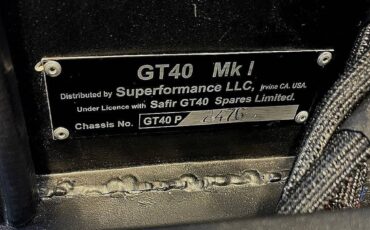 GT40 Mk I
Distributed by Superformance LLC, Irvine CA. USA.
Under Licence with Safir GT40 Spares Limited.
Chassis No. GT40 P 2476